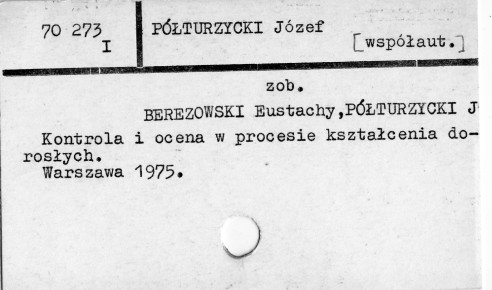 70 273 PÓŁTURZYCKI Józef
I [współaut.]
zob.
BEREZOWSKI Eustachy,PÓŁTURZYCKI J
Kontrola i ocena w procesie kształcenia do-
rosłych.
Warszawa 1975.